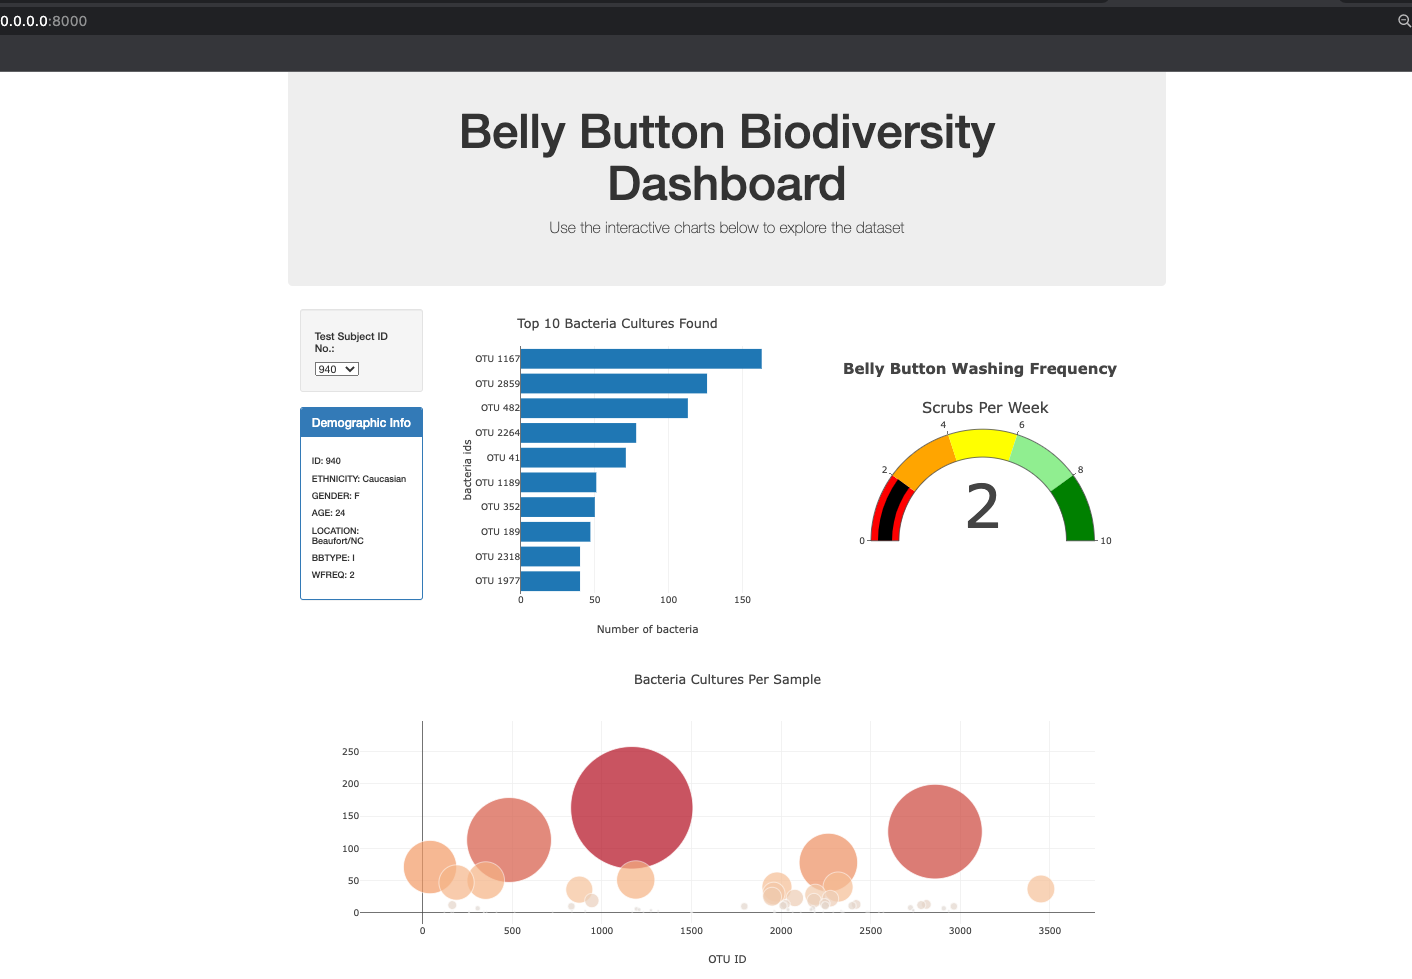 0.0.0.0:8000
Belly Button Biodiversity
Dashboard
Use the interactive charts below to explore the dataset
Test Subject ID
No.:
940
Demographic Info
ID: 940
ETHNICITY: Caucasian
GENDER: F
AGE: 24
LOCATION:
Beaufort/NC
BBTYPE: I
WFREQ: 2
Top 10 Bacteria Cultures Found
bacteria ids
OTU 1167
OTU 2859
OTU 482
OTU 2264
OTU 41
OTU 1189
OTU 352
OTU 189
OTU 2318
OTU 1977
0 50 100 150
Number of bacteria
Belly Button Washing Frequency
Scrubs Per Week
0
2
4
6
8
10
2
Bacteria Cultures Per Sample
250
200
150
100
50
0
0 500 1000 1500 2000 2500 3000 3500
OTU ID